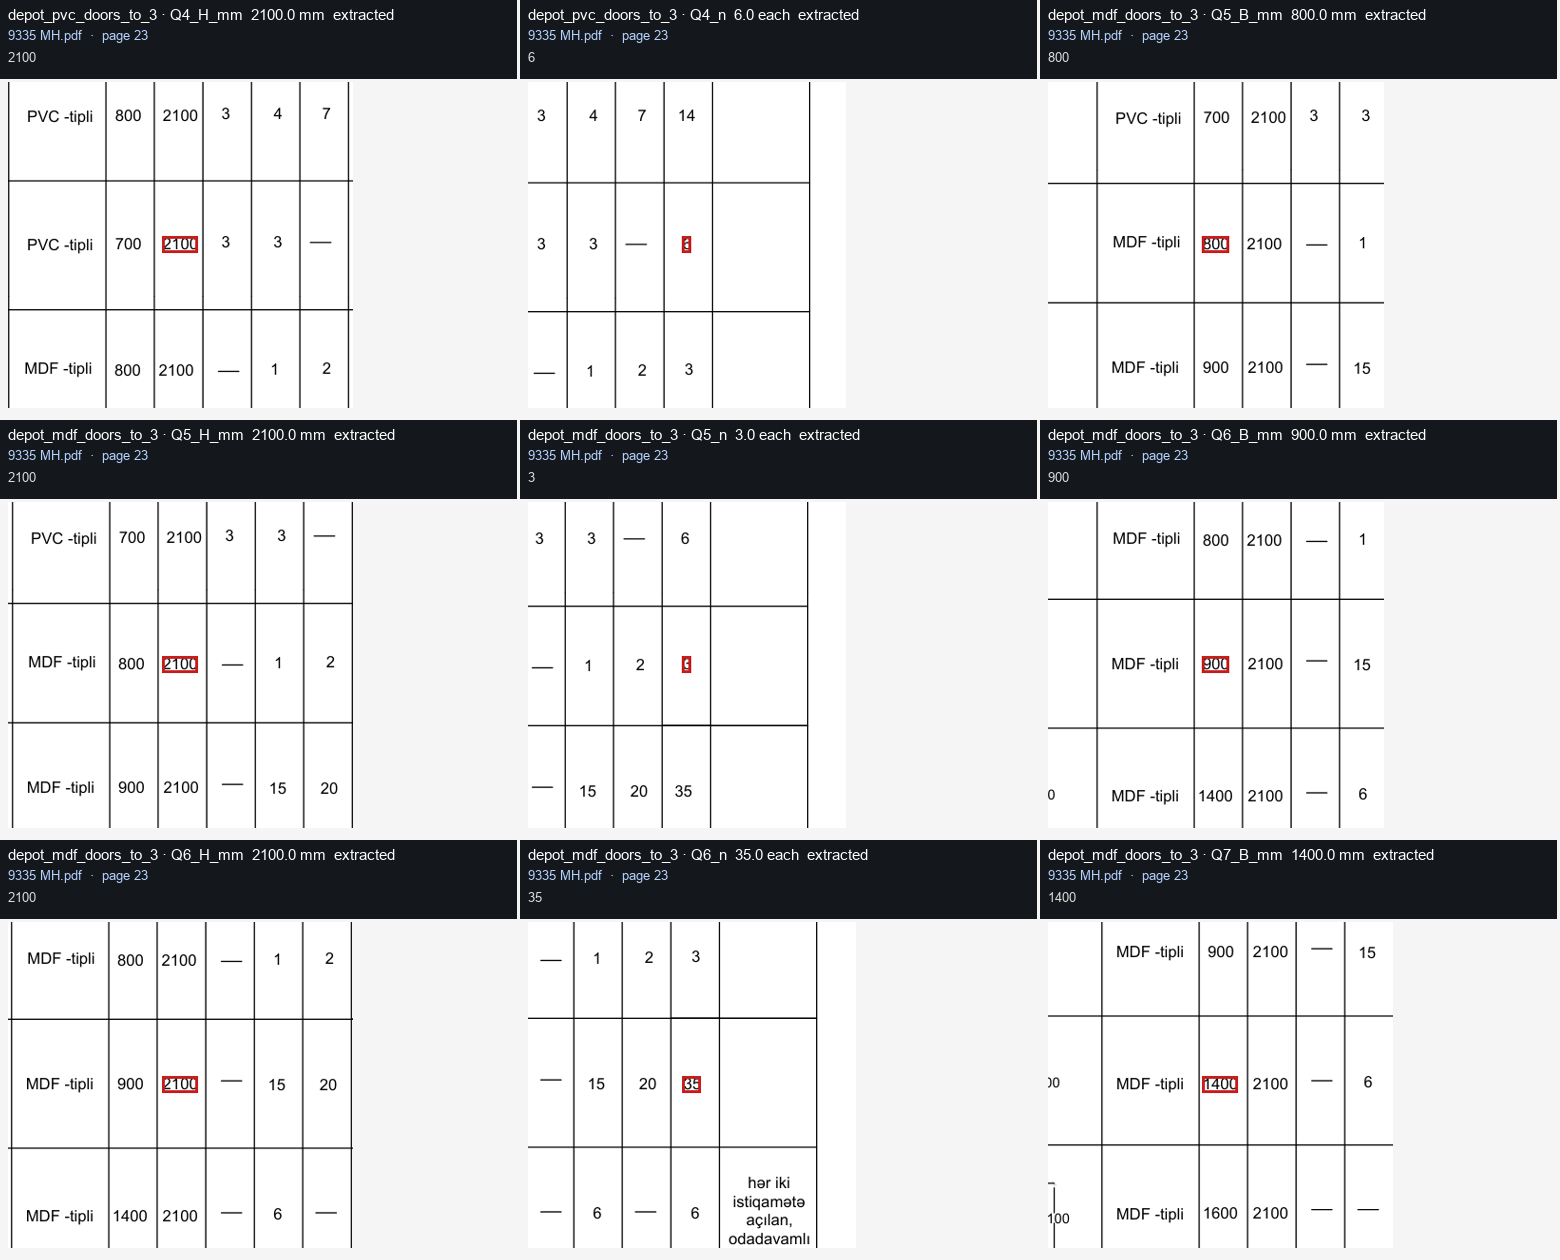 depot_pvc_doors_to_3 · Q4_H_mm 2100.0 mm extracted
9335 MH.pdf · page 23
2100
PVC -tipli 800 2100 3 4 7
PVC -tipli 700 2100 3 3 —
MDF -tipli 800 2100 — 1 2
depot_pvc_doors_to_3 · Q4_n 6.0 each extracted
9335 MH.pdf · page 23
6
3 4 7 14
3 3 —
— 1 2 3
depot_mdf_doors_to_3 · Q5_B_mm 800.0 mm extracted
9335 MH.pdf · page 23
800
PVC -tipli 700 2100 3 3
MDF -tipli 800 2100 — 1
MDF -tipli 900 2100 — 15
depot_mdf_doors_to_3 · Q5_H_mm 2100.0 mm extracted
9335 MH.pdf · page 23
2100
PVC -tipli 700 2100 3 3 —
MDF -tipli 800 2100 — 1 2
MDF -tipli 900 2100 — 15 20
depot_mdf_doors_to_3 · Q5_n 3.0 each extracted
9335 MH.pdf · page 23
3
3 3 — 6
— 1 2 3
— 15 20 35
depot_mdf_doors_to_3 · Q6_B_mm 900.0 mm extracted
9335 MH.pdf · page 23
900
MDF -tipli 800 2100 — 1
MDF -tipli 900 2100 — 15
0 MDF -tipli 1400 2100 — 6
depot_mdf_doors_to_3 · Q6_H_mm 2100.0 mm extracted
9335 MH.pdf · page 23
2100
MDF -tipli 800 2100 — 1 2
MDF -tipli 900 2100 — 15 20
MDF -tipli 1400 2100 — 6 —
depot_mdf_doors_to_3 · Q6_n 35.0 each extracted
9335 MH.pdf · page 23
35
— 1 2 3
— 15 20 35
— 6 — 6 hər iki
istiqamətə
açılan,
odadavamlı
depot_mdf_doors_to_3 · Q7_B_mm 1400.0 mm extracted
9335 MH.pdf · page 23
1400
MDF -tipli 900 2100 — 15
00 MDF -tipli 1400 2100 — 6
100 MDF -tipli 1600 2100 — —